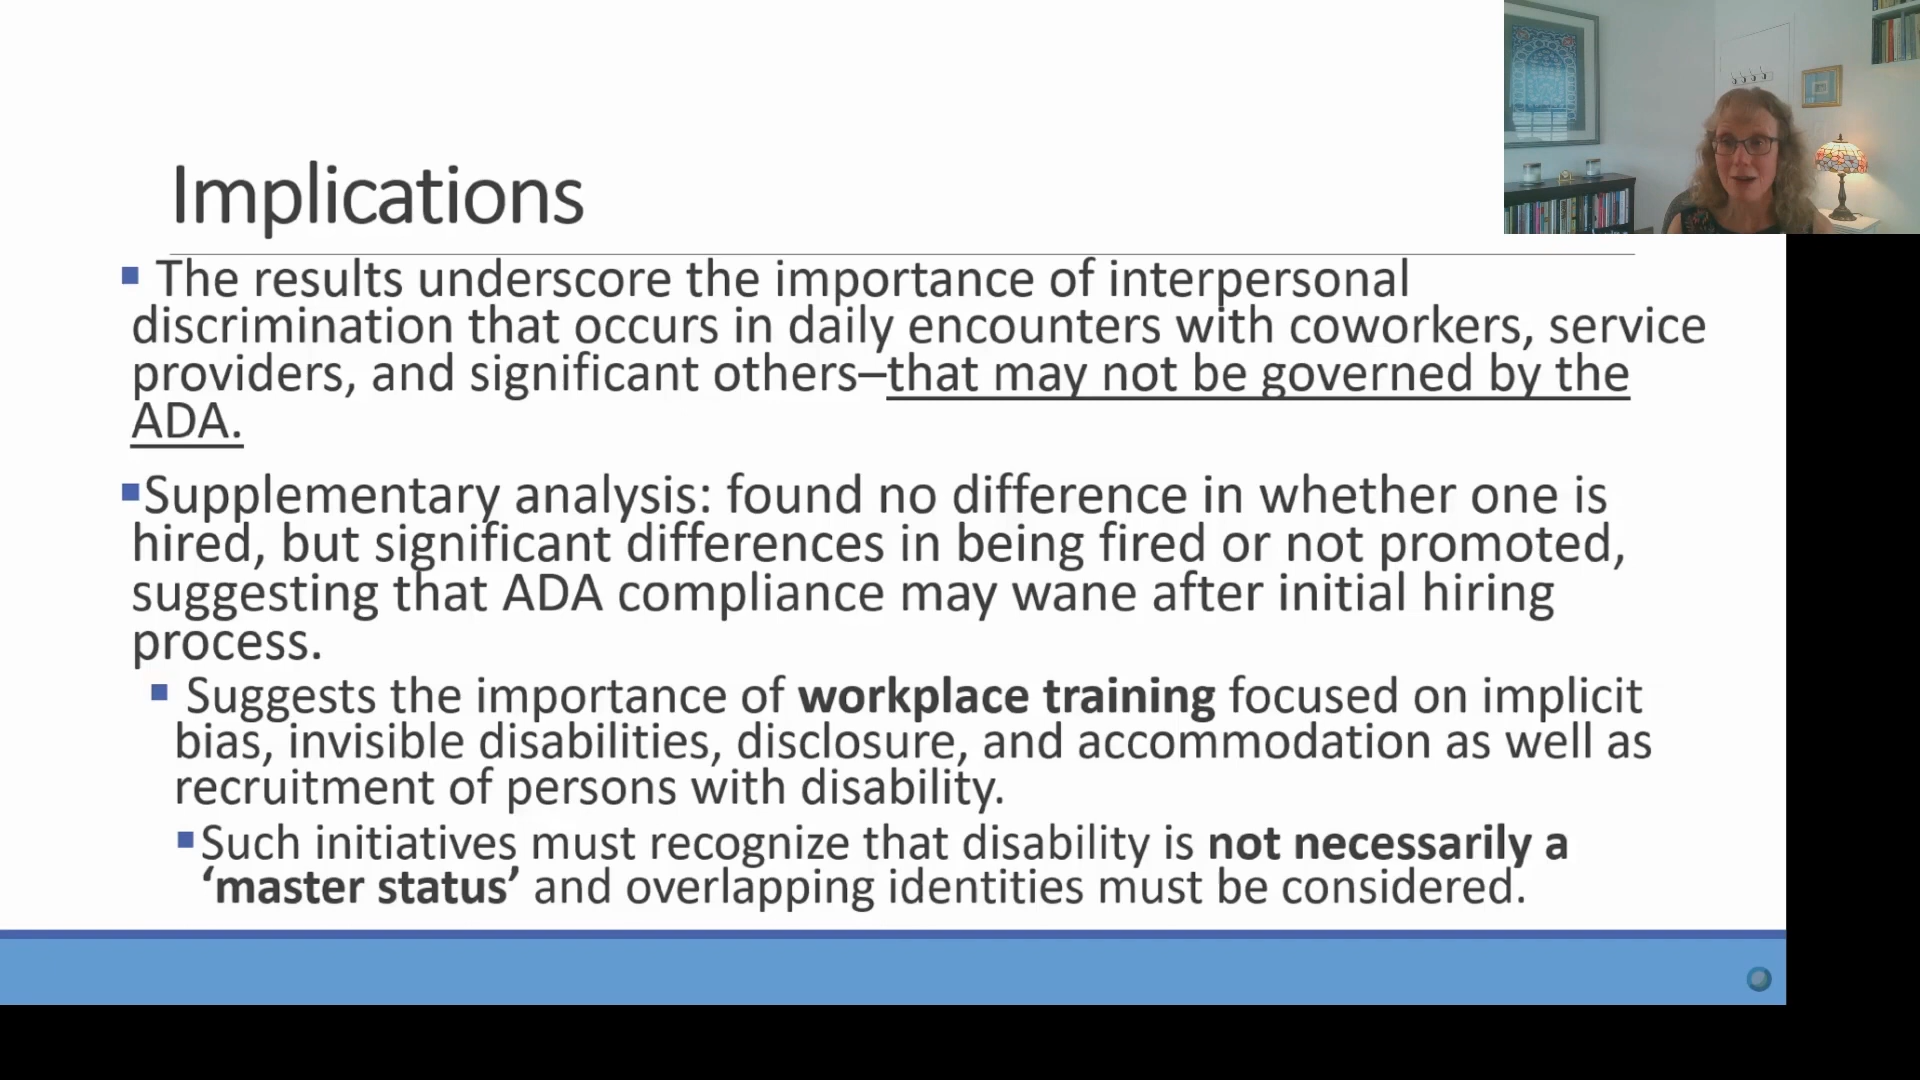 Implications
▪ The results underscore the importance of interpersonal
discrimination that occurs in daily encounters with coworkers, service
providers, and significant others–that may not be governed by the
ADA.
▪Supplementary analysis: found no difference in whether one is
hired, but significant differences in being fired or not promoted,
suggesting that ADA compliance may wane after initial hiring
process.
▪ Suggests the importance of workplace training focused on implicit
bias, invisible disabilities, disclosure, and accommodation as well as
recruitment of persons with disability.
▪Such initiatives must recognize that disability is not necessarily a
‘master status’ and overlapping identities must be considered.